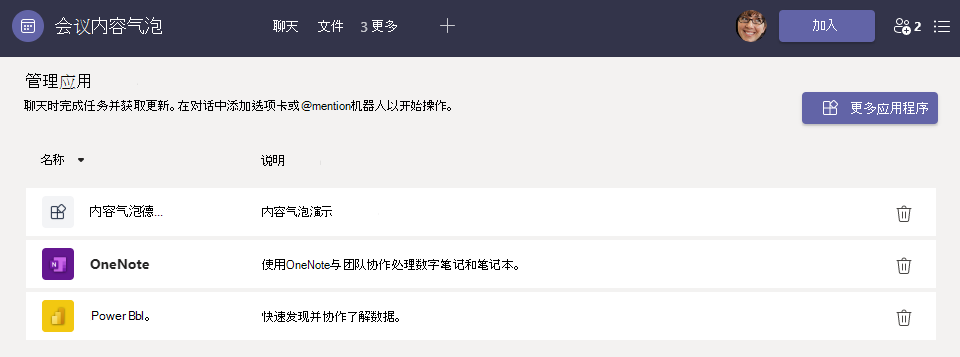 会议内容气泡
聊天 文件 3 更多
加入
2
管理应用
聊天时完成任务并获取更新。在对话中添加选项卡或 @mention机器人以开始操作。
更多应用程序
名称 说明
内容气泡德... 内容气泡演示
OneNote 使用OneNote与团队协作处理数字笔记和笔记本。
Power Bbl。 快速发现并协作了解数据。